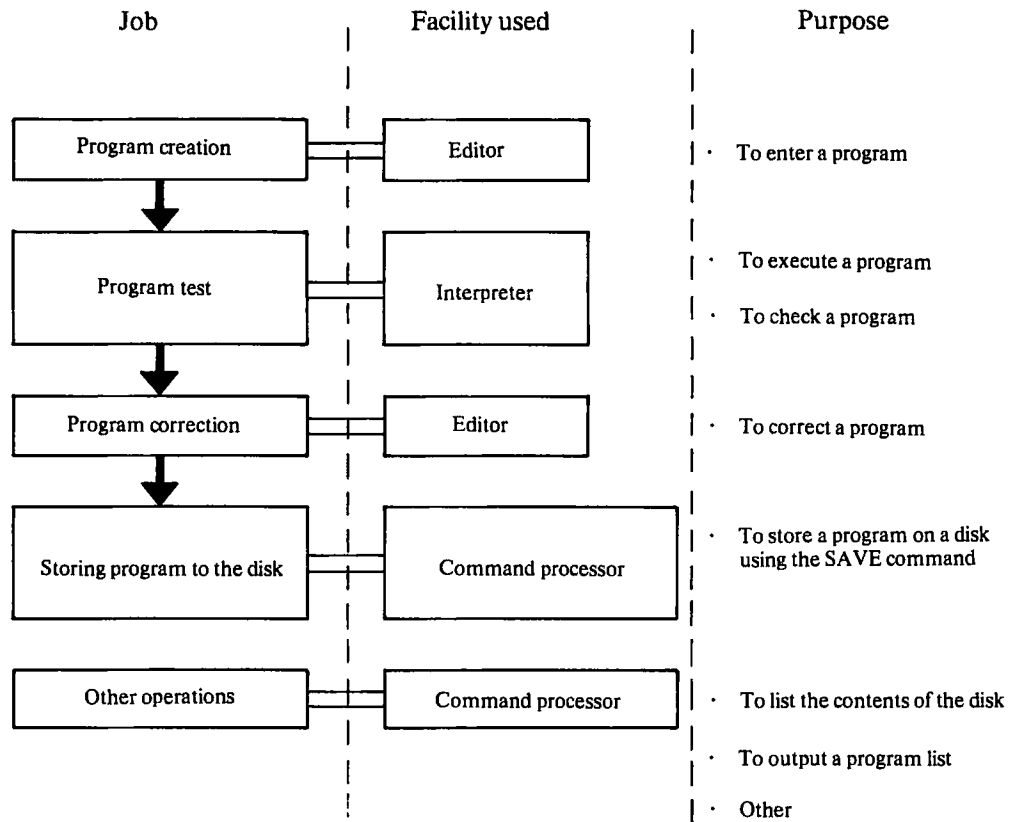 Job
Facility used
Purpose
Program creation
Editor
· To enter a program
Program test
Interpreter
· To execute a program
· To check a program
Program correction
Editor
· To correct a program
Storing program to the disk
Command processor
· To store a program on a disk
using the SAVE command
Other operations
Command processor
· To list the contents of the disk
· To output a program list
· Other